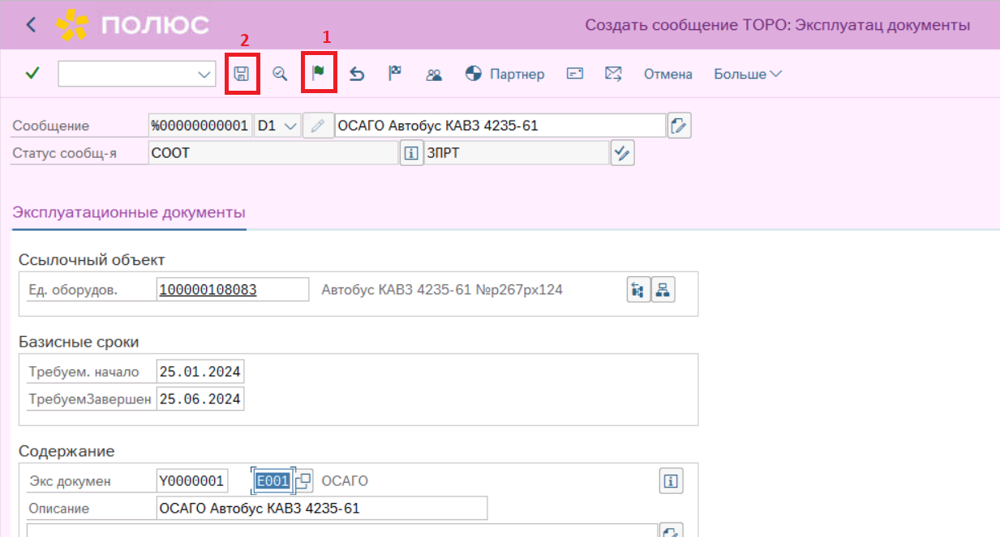 ПОЛЮС
Создать сообщение ТОРО: Эксплуатац документы
2
1
Партнер
Отмена
Больше
Сообщение %00000000001 D1 ОСАГО Автобус КАВЗ 4235-61
Статус сообщ-я СООТ ЗПРТ
Эксплуатационные документы
Ссылочный объект
Ед. оборудов. 100000108083 Автобус КАВЗ 4235-61 №р267рх124
Базисные сроки
Требуем. начало 25.01.2024
ТребуемЗавершен 25.06.2024
Содержание
Экс докумен Y0000001 E001 ОСАГО
Описание ОСАГО Автобус КАВЗ 4235-61